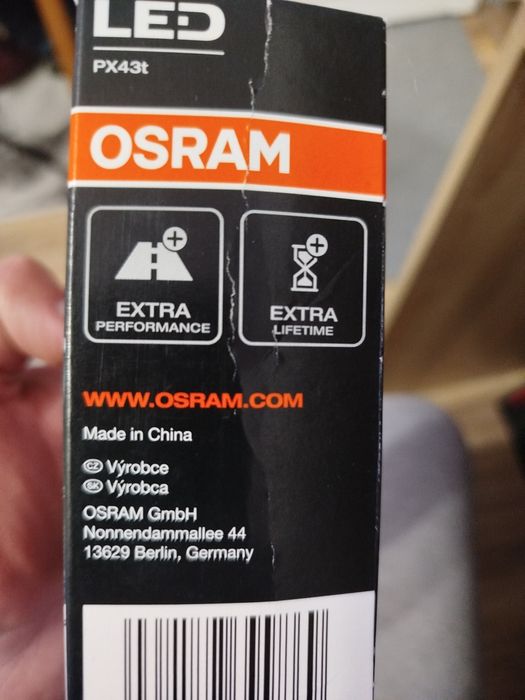 LED
PX43t
OSRAM
EXTRA
PERFORMANCE
EXTRA
LIFETIME
WWW.OSRAM.COM
Made in China
CZ Výrobce
SK Výrobca
OSRAM GmbH
Nonnendammallee 44
13629 Berlin, Germany